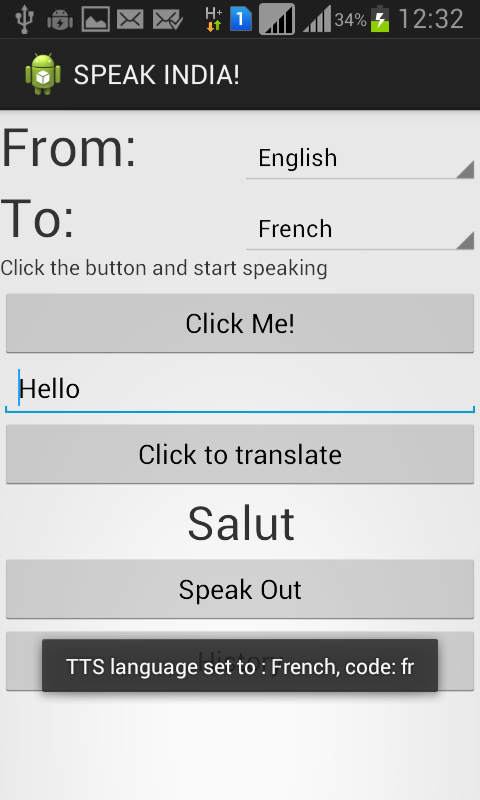 H+ 1 34% 12:32
SPEAK INDIA!
From: English
To: French
Click the button and start speaking
Click Me!
Hello
Click to translate
Salut
Speak Out
History
TTS language set to : French, code: fr